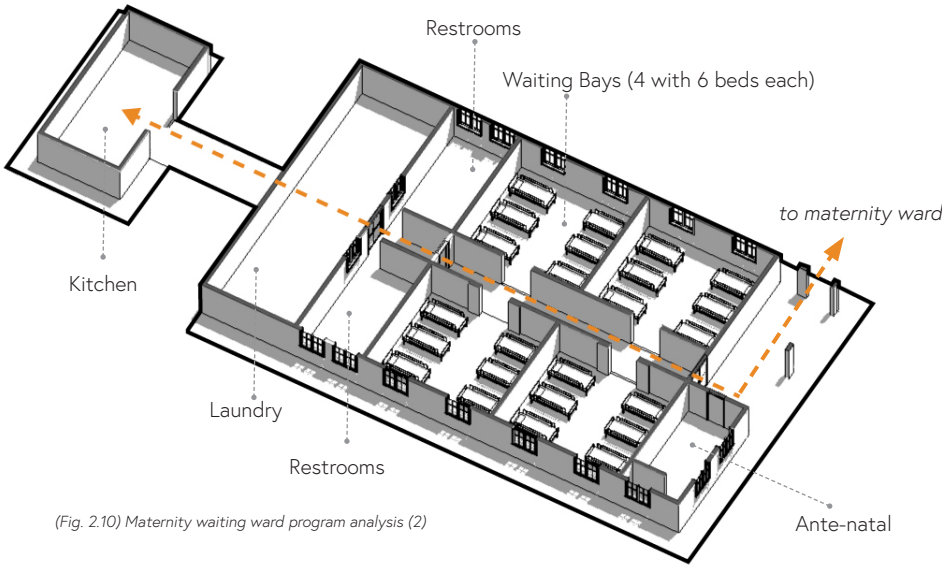 Restrooms
Waiting Bays (4 with 6 beds each)
to maternity ward
Kitchen
Laundry
Restrooms
(Fig. 2.10) Maternity waiting ward program analysis (2)
Ante-natal